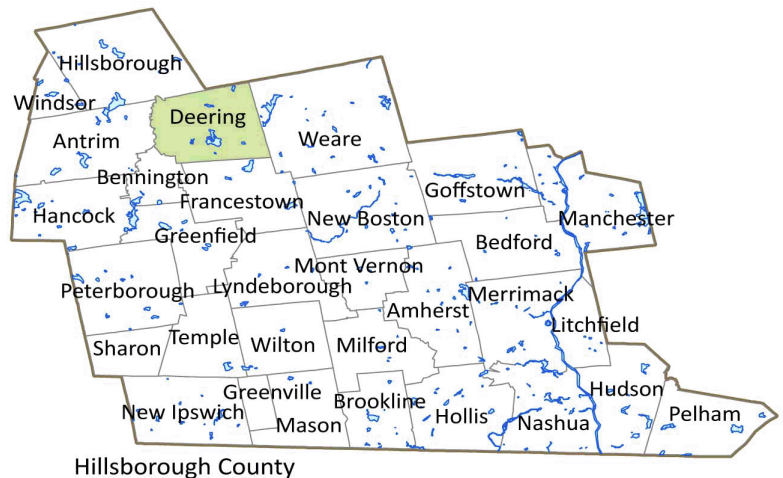 Hillsborough
Windsor
Deering
Antrim
Weare
Bennington
Goffstown
Francestown
Hancock
New Boston
Manchester
Greenfield
Bedford
Mont Vernon
Peterborough
Lyndeborough
Merrimack
Amherst
Litchfield
Temple
Wilton
Milford
Sharon
Hudson
Greenville
Brookline
New Ipswich
Pelham
Hollis
Nashua
Mason
Hillsborough County